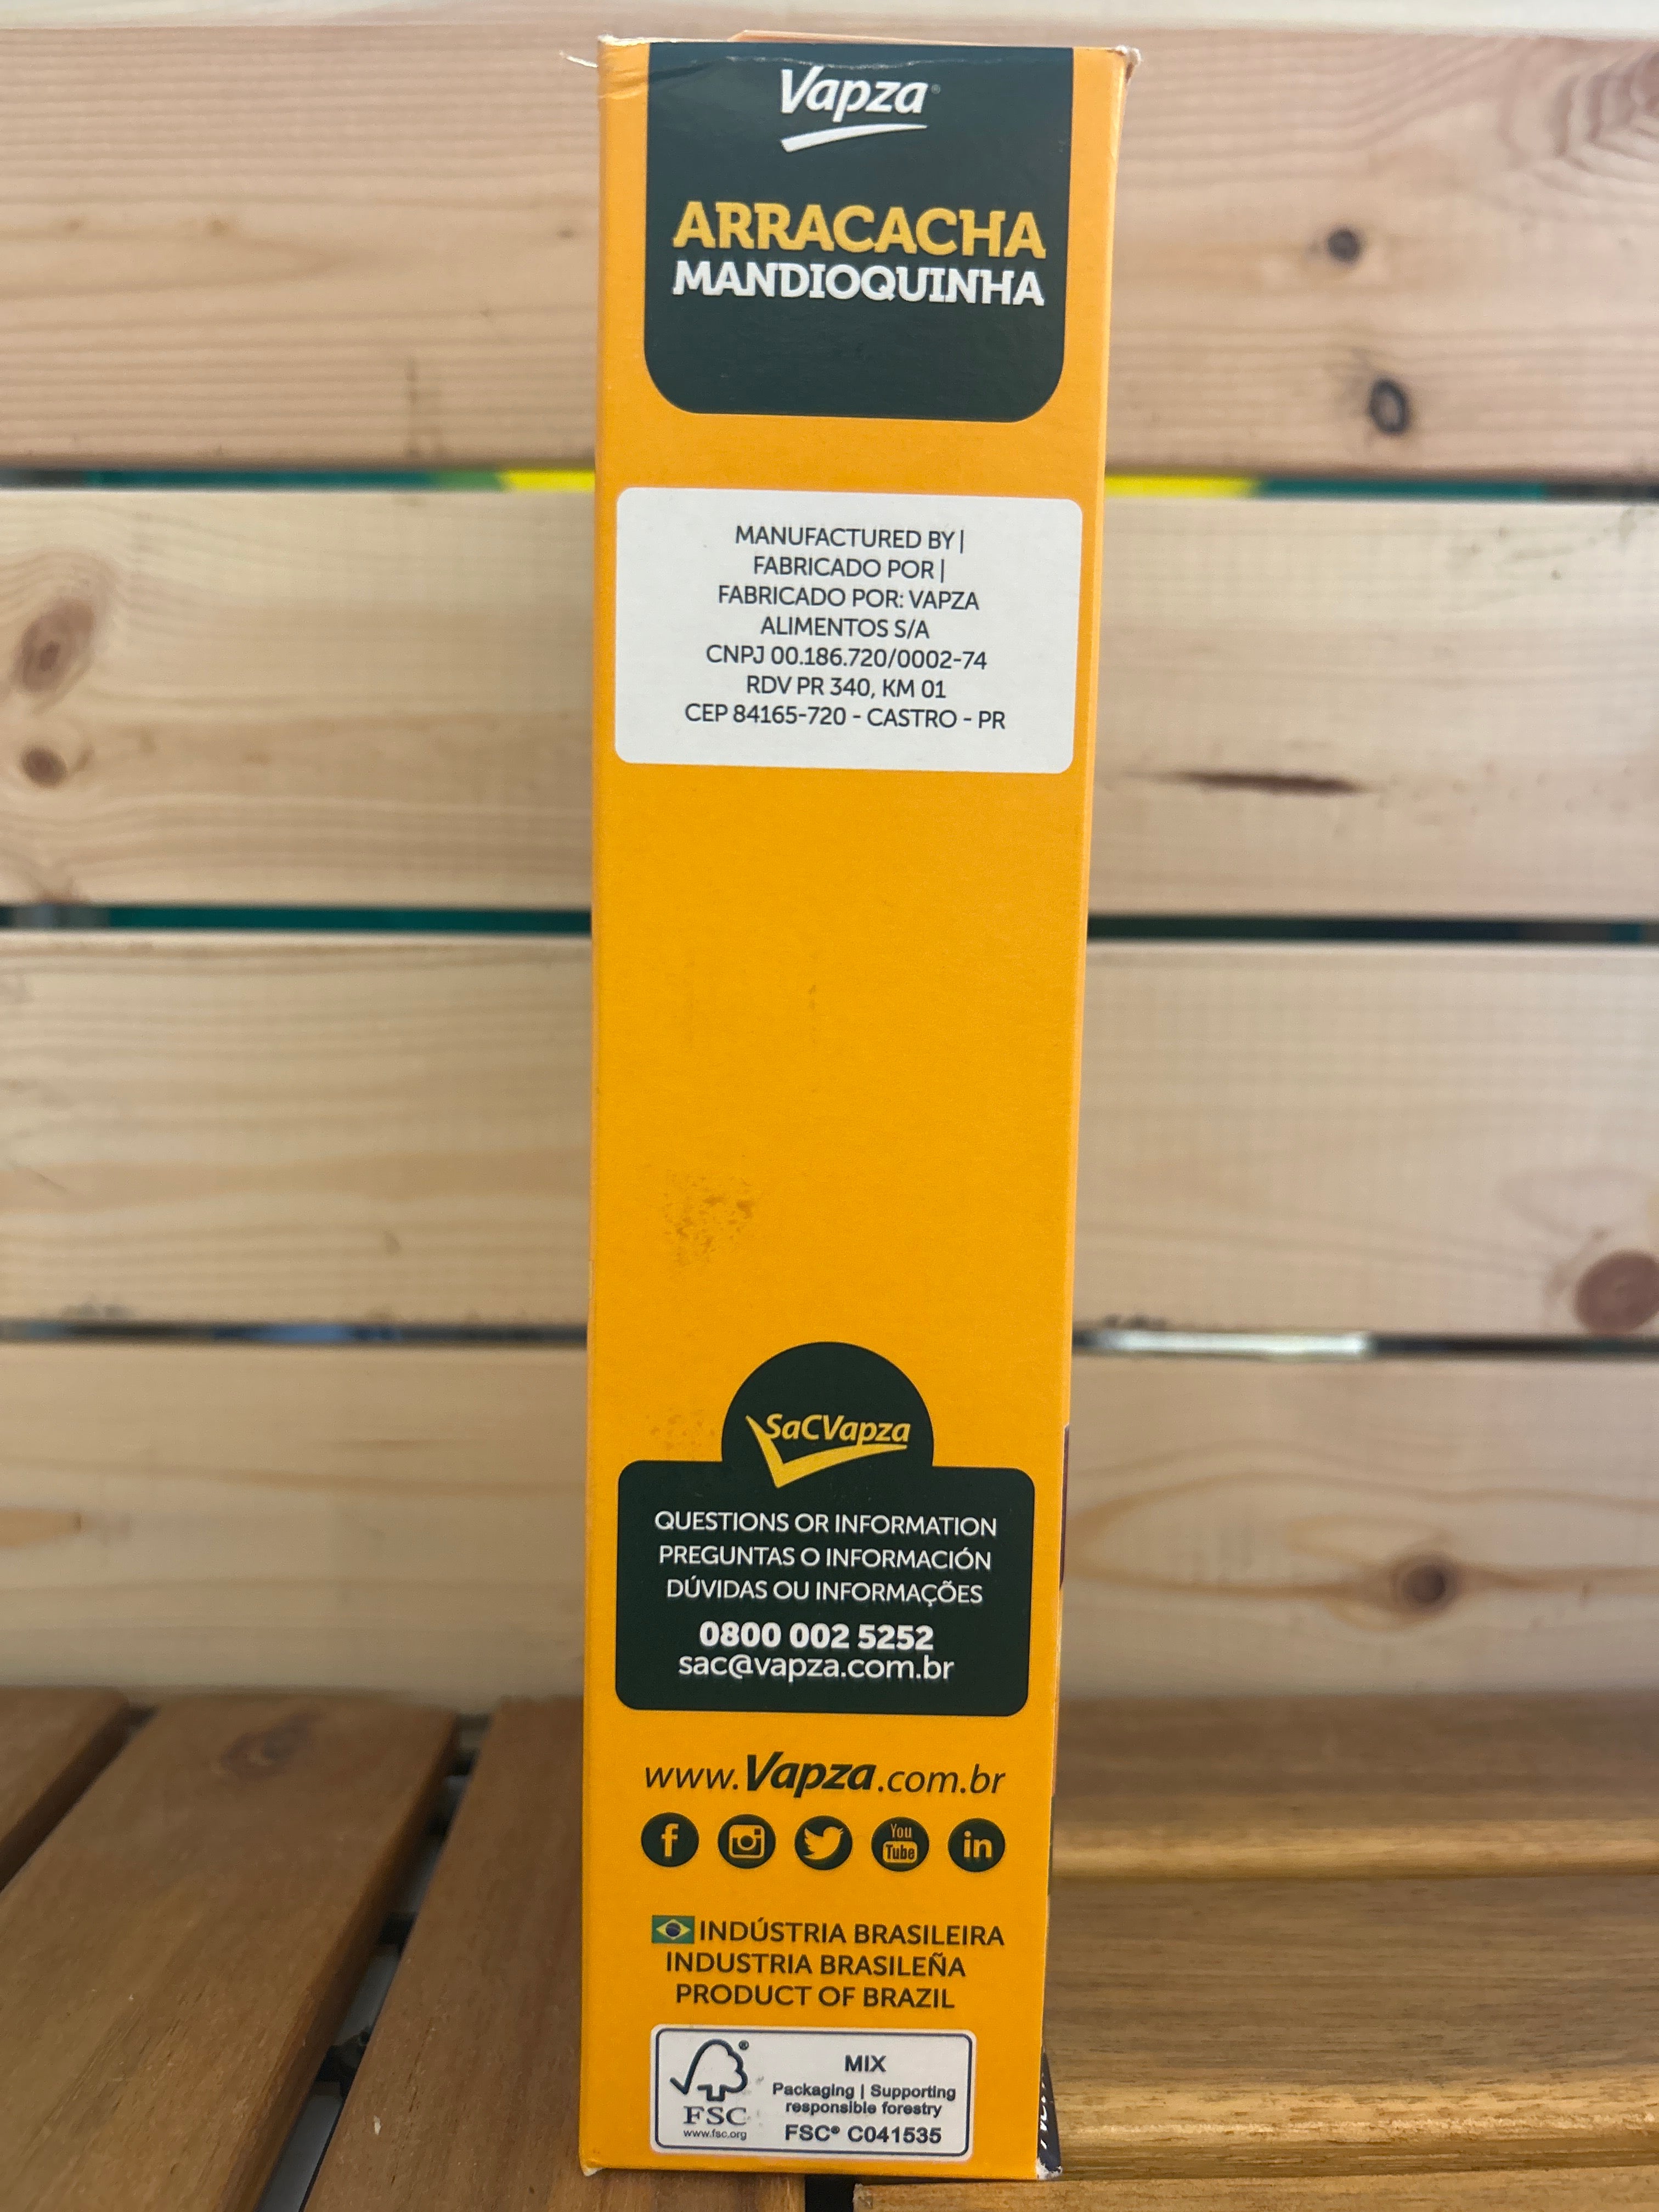 Vapza
ARRACACHA
MANDIOQUINHA
MANUFACTURED BY |
FABRICADO POR |
FABRICADO POR: VAPZA
ALIMENTOS S/A
CNPJ 00.186.720/0002-74
RDV PR 340, KM 01
CEP 84165-720 - CASTRO - PR
SaCVapza
QUESTIONS OR INFORMATION
PREGUNTAS O INFORMACIÓN
DÚVIDAS OU INFORMAÇÕES
0800 002 5252
sac@vapza.com.br
www.Vapza.com.br
f You Tube in
INDÚSTRIA BRASILEIRA
INDUSTRIA BRASILEÑA
PRODUCT OF BRAZIL
FSC®
www.fsc.org
MIX
Packaging | Supporting
responsible forestry
FSC® C041535